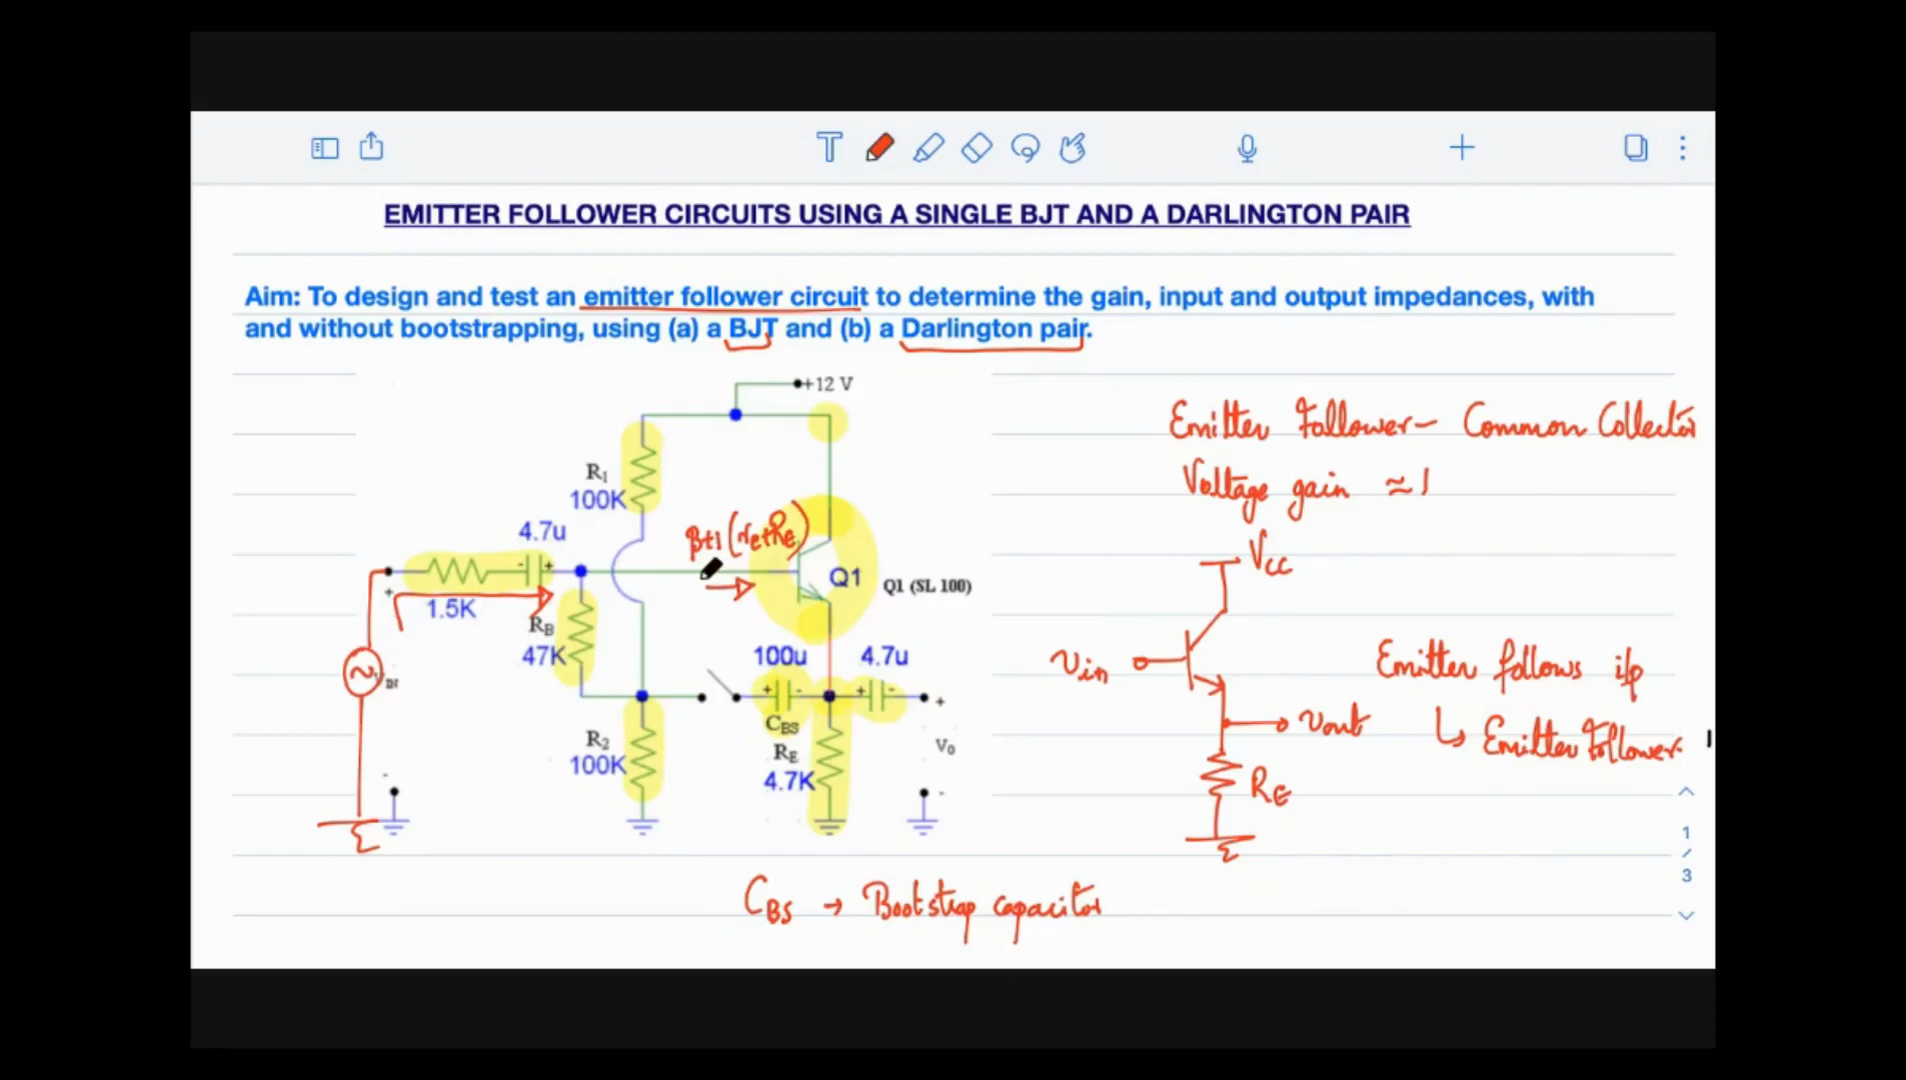 EMITTER FOLLOWER CIRCUITS USING A SINGLE BJT AND A DARLINGTON PAIR
Aim: To design and test an emitter follower circuit to determine the gain, input and output impedances, with
and without bootstrapping, using (a) a BJT and (b) a Darlington pair.
+12 V
Emitter Follower - Common Collector
R1
100K
Voltage gain ≈ 1
4.7u
β+1 (re+RE)
Vcc
Q1
Q1 (SL 100)
1.5K
RB
47K
100u
4.7u
Vin
Emitter follows i/p
VIN
CBS
Vout
↳ Emitter Follower
R2
100K
RE
4.7K
V0
RE
1
/
3
CBS → Bootstrap capacitor